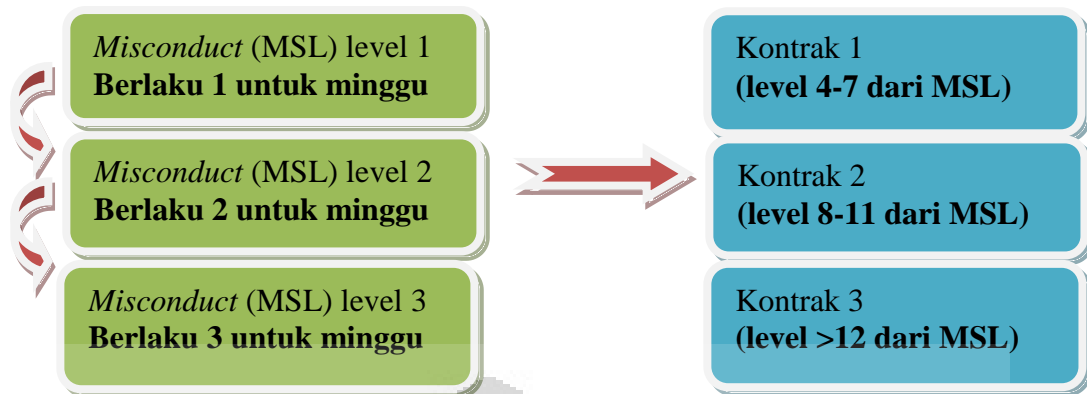 Misconduct (MSL) level 1
Berlaku 1 untuk minggu
Misconduct (MSL) level 2
Berlaku 2 untuk minggu
Misconduct (MSL) level 3
Berlaku 3 untuk minggu
Kontrak 1
(level 4-7 dari MSL)
Kontrak 2
(level 8-11 dari MSL)
Kontrak 3
(level >12 dari MSL)